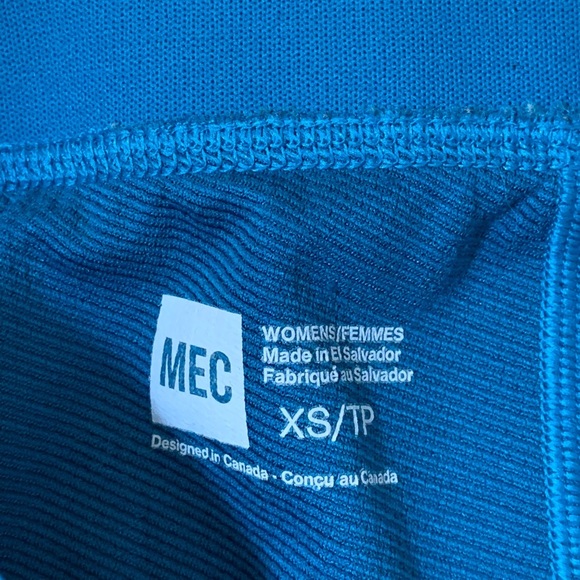 MEC
WOMENS/FEMMES
Made in El Salvador
Fabriqué au Salvador
XS/TP
Designed in Canada - Conçu au Canada